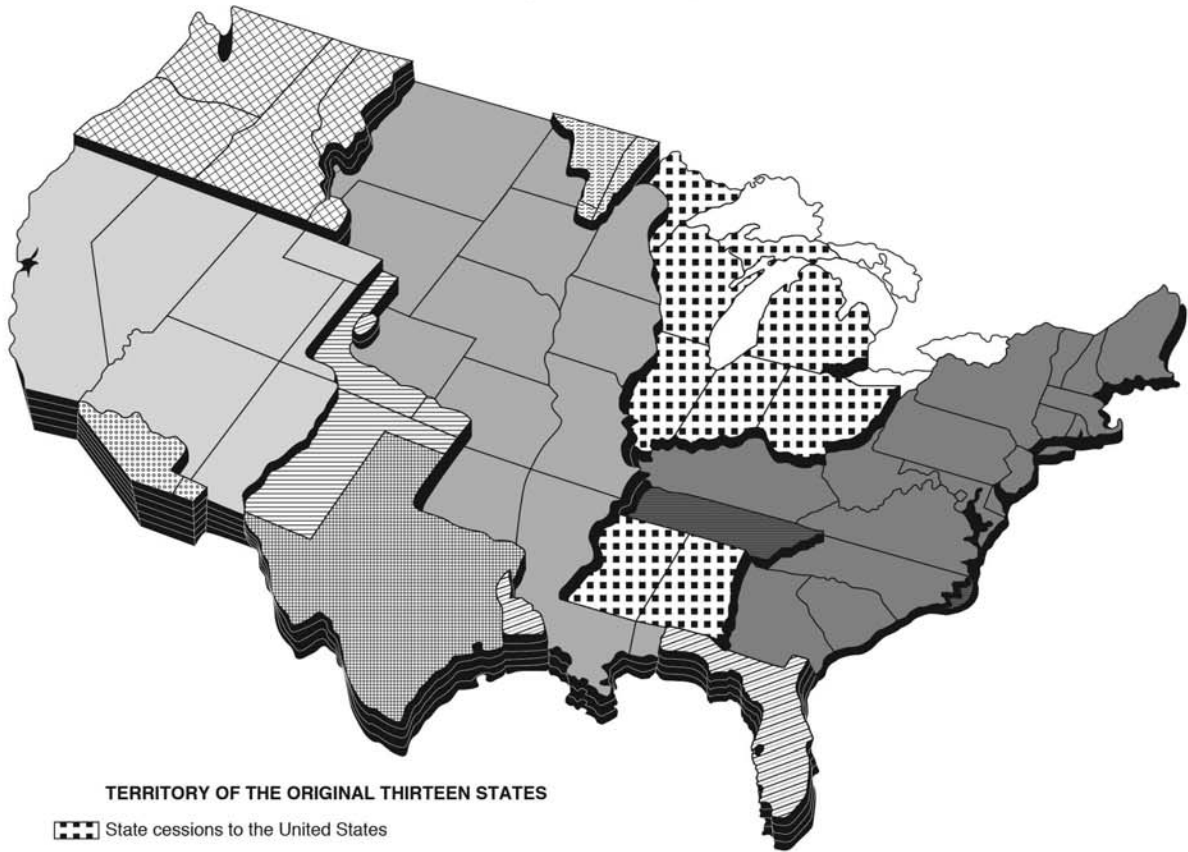 TERRITORY OF THE ORIGINAL THIRTEEN STATES
State cessions to the United States